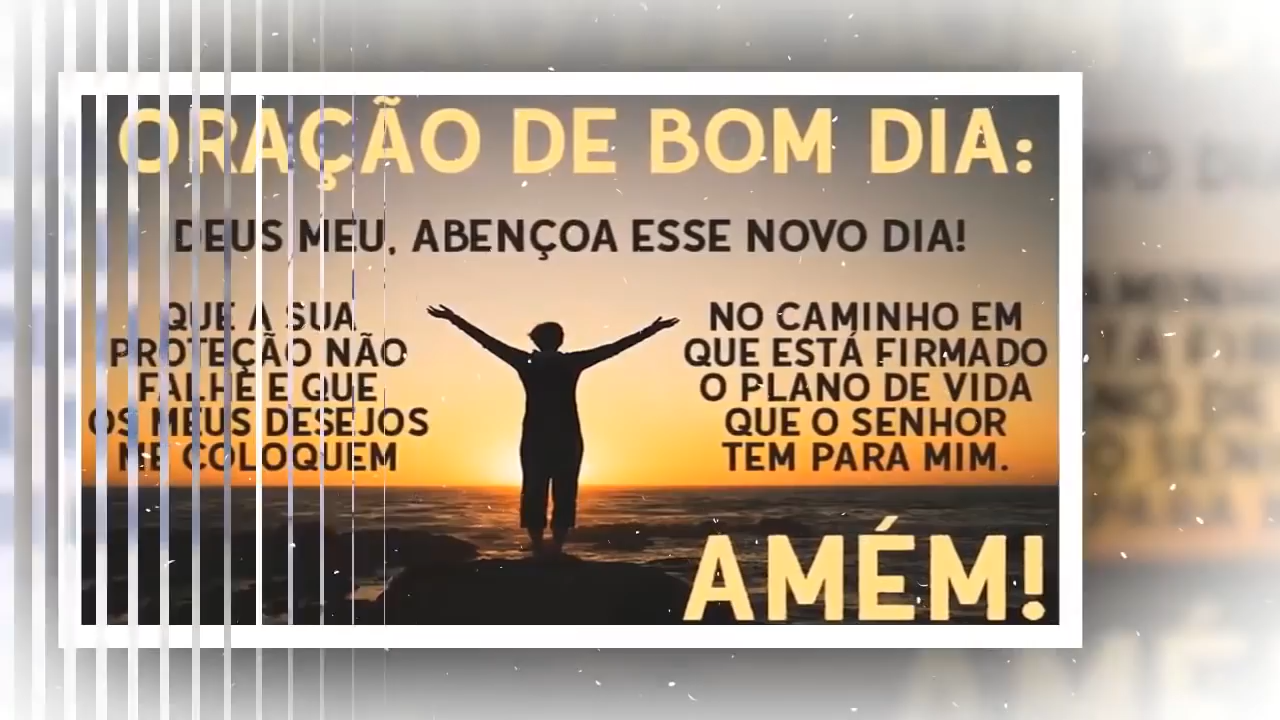 ORAÇÃO DE BOM DIA:
DEUS MEU, ABENÇOA ESSE NOVO DIA!
QUE A SUA
PROTEÇÃO NÃO
FALHE E QUE
OS MEUS DESEJOS
ME COLOQUEM
NO CAMINHO EM
QUE ESTÁ FIRMADO
O PLANO DE VIDA
QUE O SENHOR
TEM PARA MIM.
AMÉM!